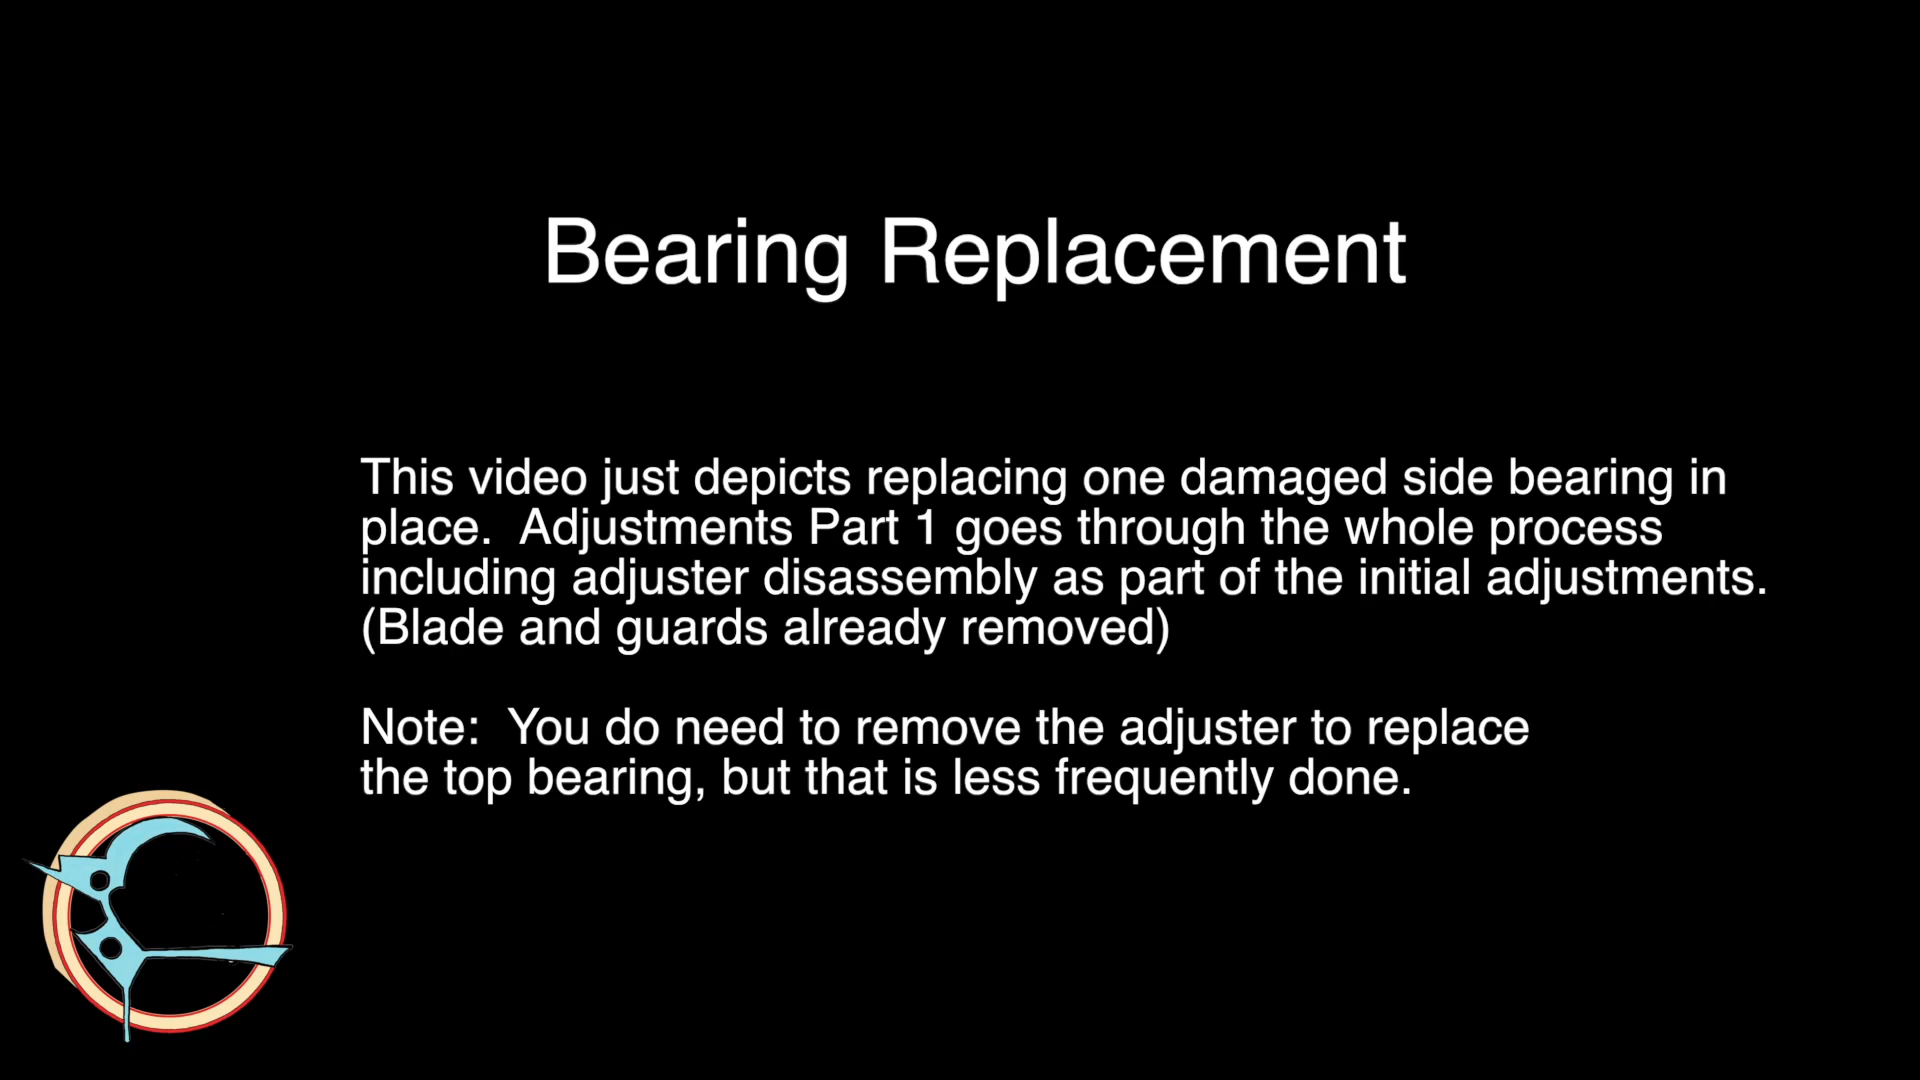 Bearing Replacement
This video just depicts replacing one damaged side bearing in
place.  Adjustments Part 1 goes through the whole process
including adjuster disassembly as part of the initial adjustments.
(Blade and guards already removed)
Note:  You do need to remove the adjuster to replace
the top bearing, but that is less frequently done.